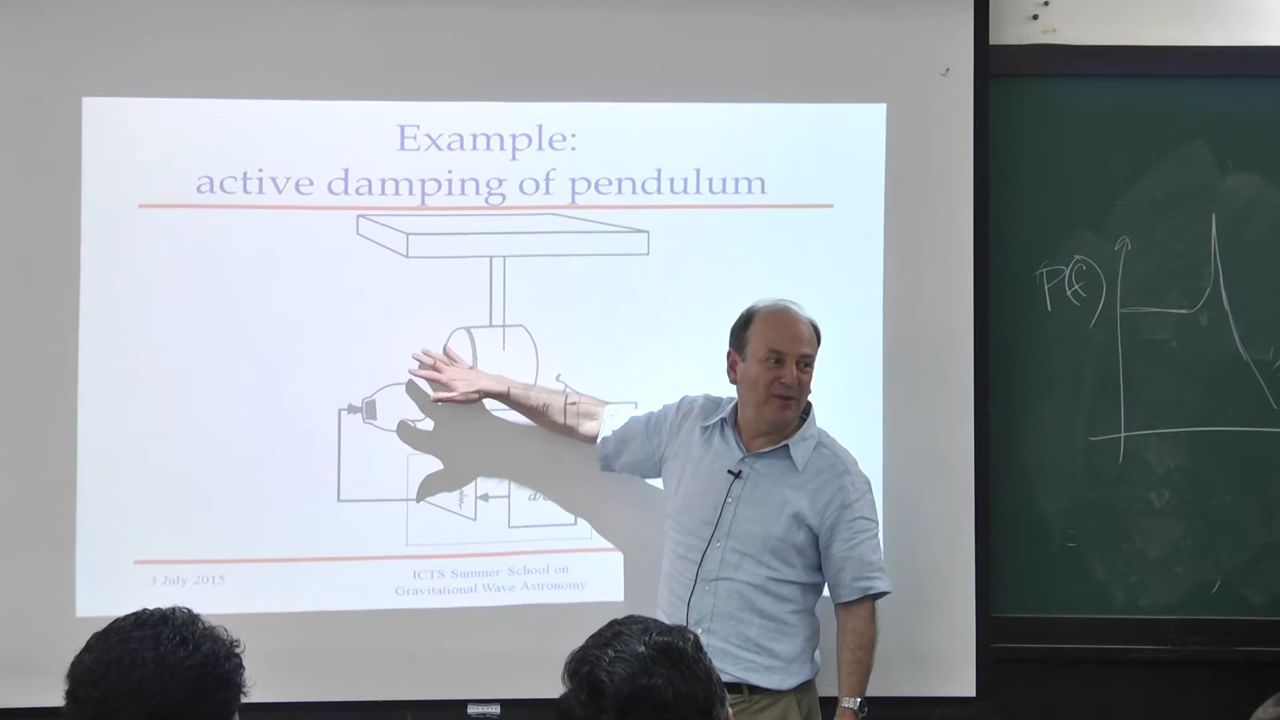 Example:
active damping of pendulum
P(f)
3 July 2015
ICTS Summer School on
Gravitational Wave Astronomy